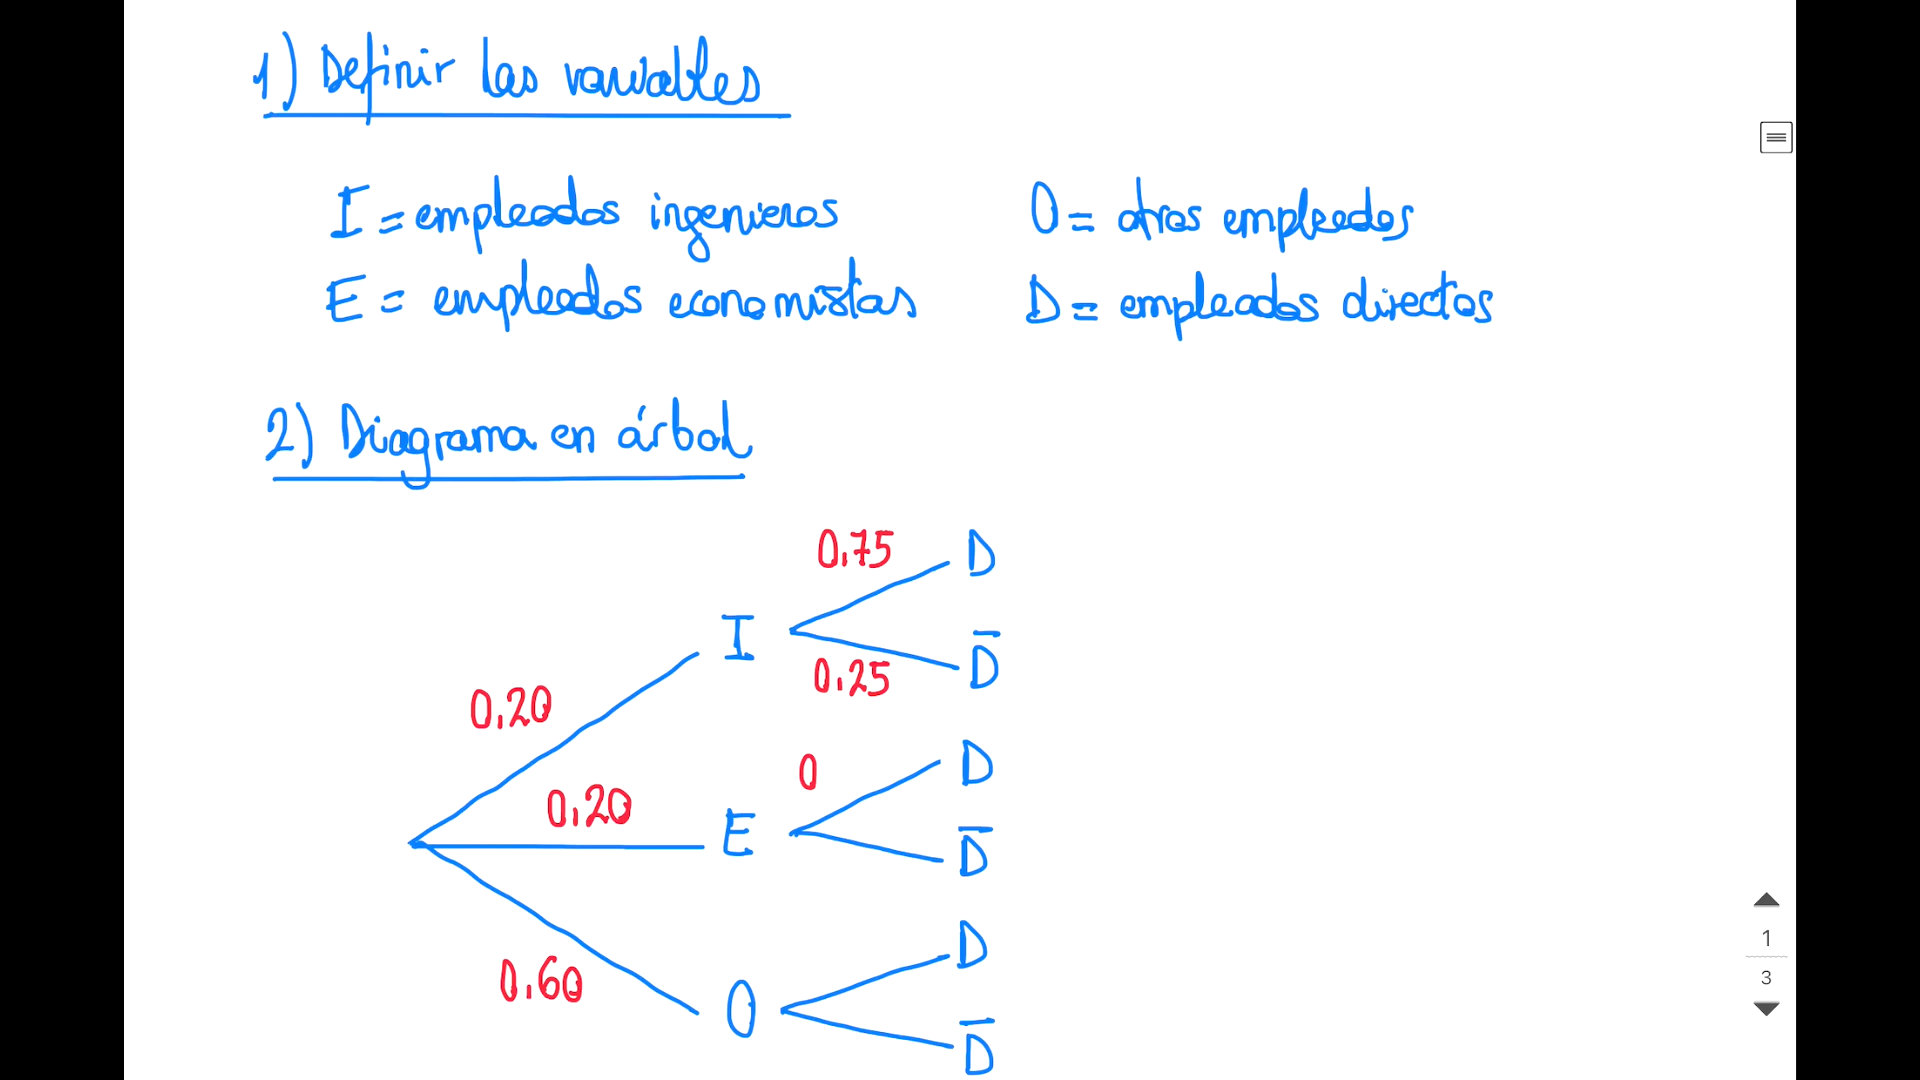 1) Definir las variables
I = empleados ingenieros
O = otros empleados
E = empleados economistas
D = empleados directos
2) Diagrama en árbol
0.75 D
I
D̅
0.25
0.20
0 D
0.20
E
D̅
D
0.60
O
D̅
1
3